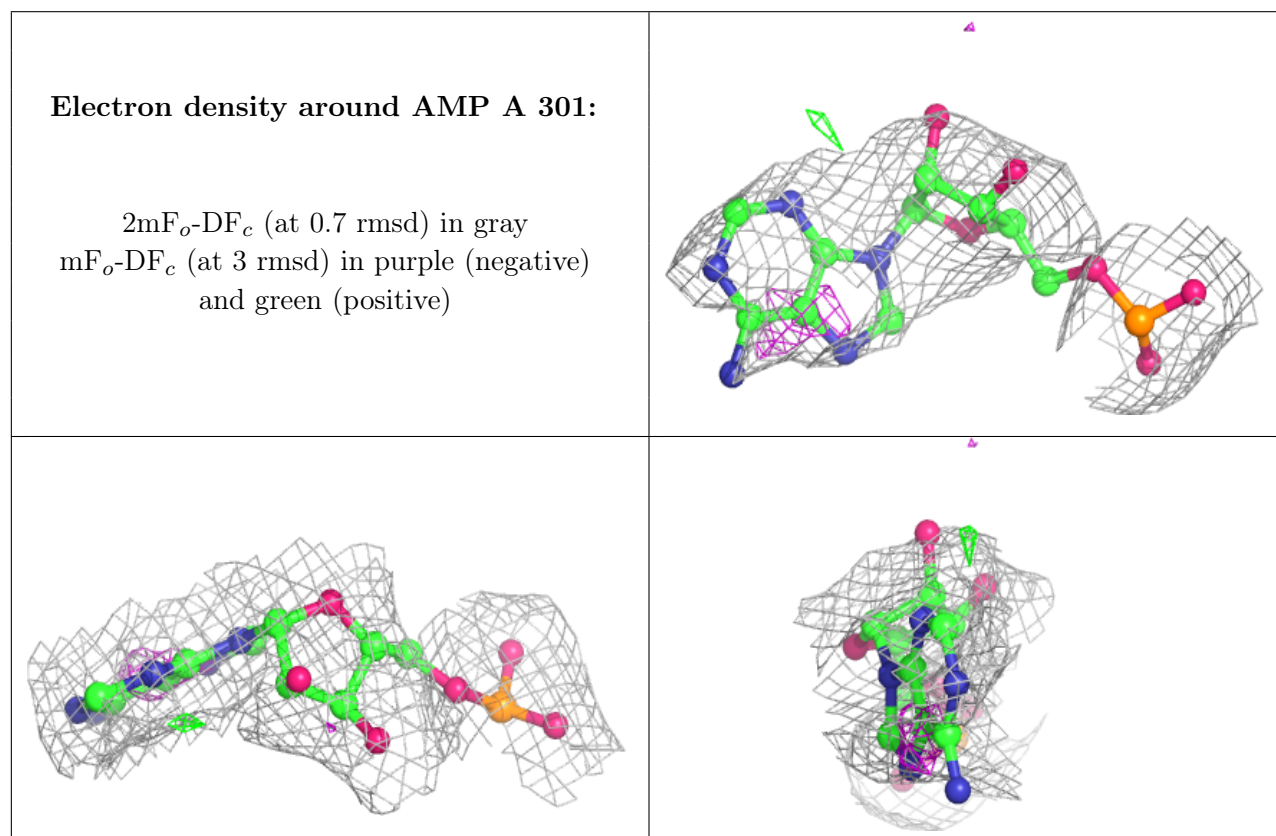 Electron density around AMP A 301:
2mFo-DFc (at 0.7 rmsd) in gray
mFo-DFc (at 3 rmsd) in purple (negative)
and green (positive)